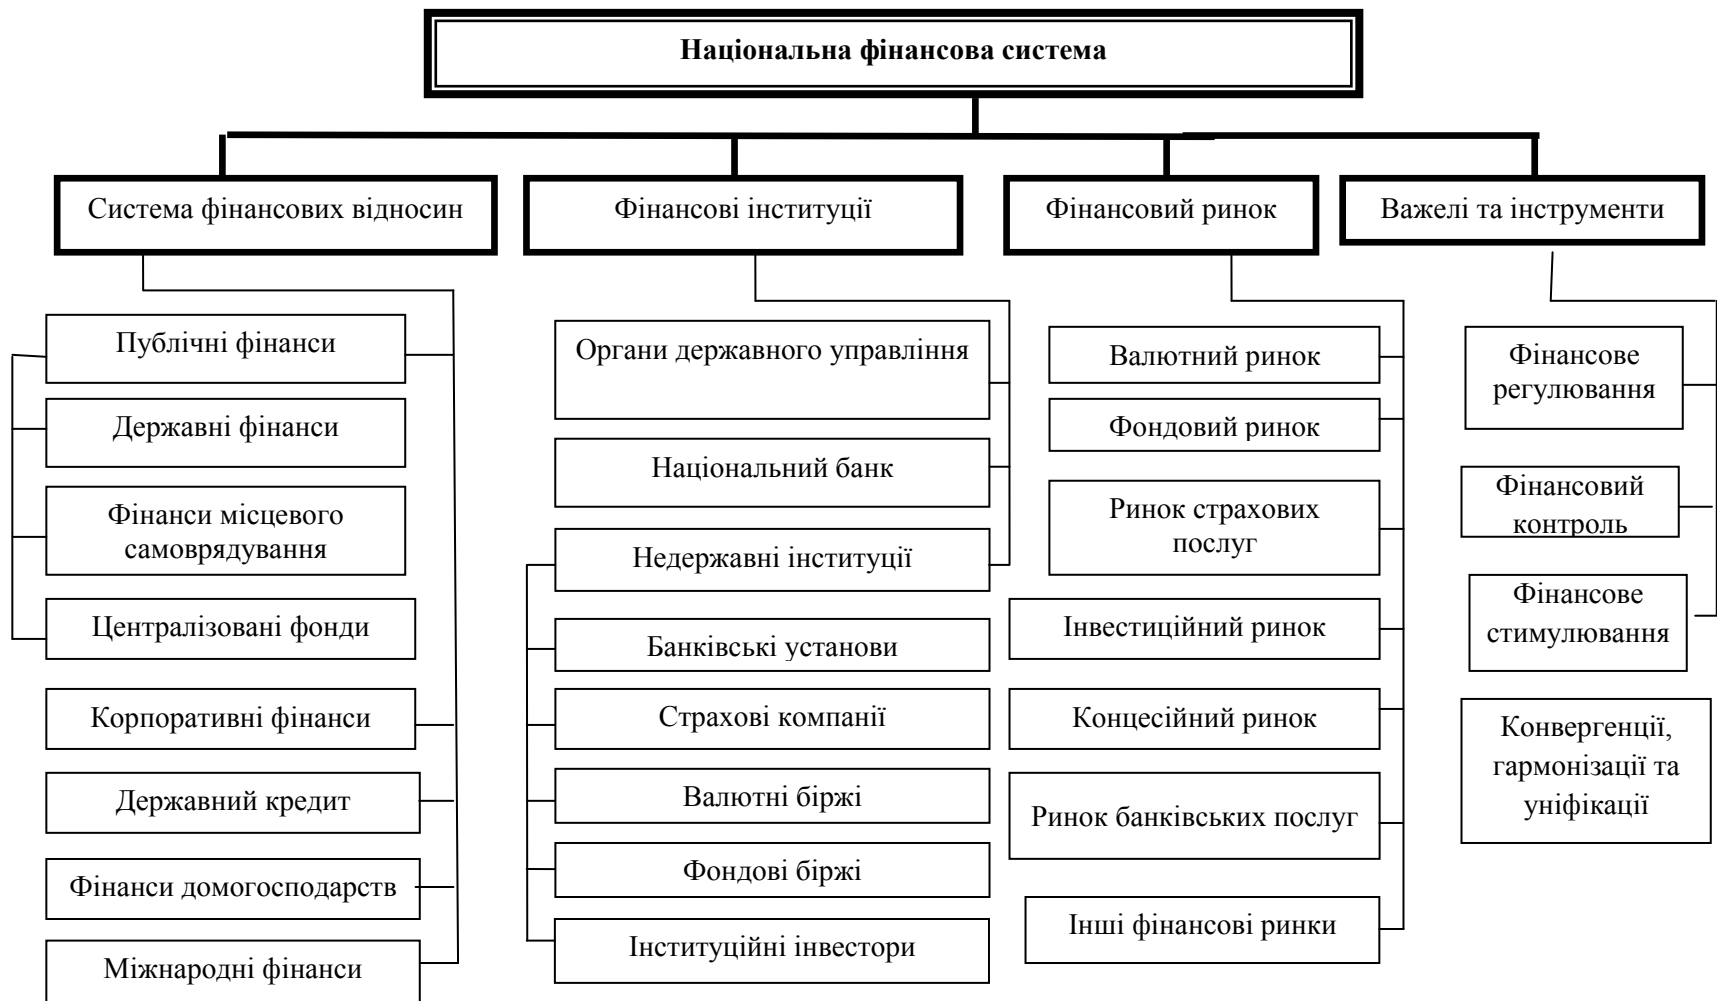 Національна фінансова система
Система фінансових відносин
Фінансові інституції
Фінансовий ринок
Важелі та інструменти
Публічні фінанси
Державні фінанси
Фінанси місцевого
самоврядування
Централізовані фонди
Корпоративні фінанси
Державний кредит
Фінанси домогосподарств
Міжнародні фінанси
Органи державного управління
Національний банк
Недержавні інституції
Банківські установи
Страхові компанії
Валютні біржі
Фондові біржі
Інституційні інвестори
Валютний ринок
Фондовий ринок
Ринок страхових
послуг
Інвестиційний ринок
Концесійний ринок
Ринок банківських послуг
Інші фінансові ринки
Фінансове
регулювання
Фінансовий
контроль
Фінансове
стимулювання
Конвергенції,
гармонізації та
уніфікації